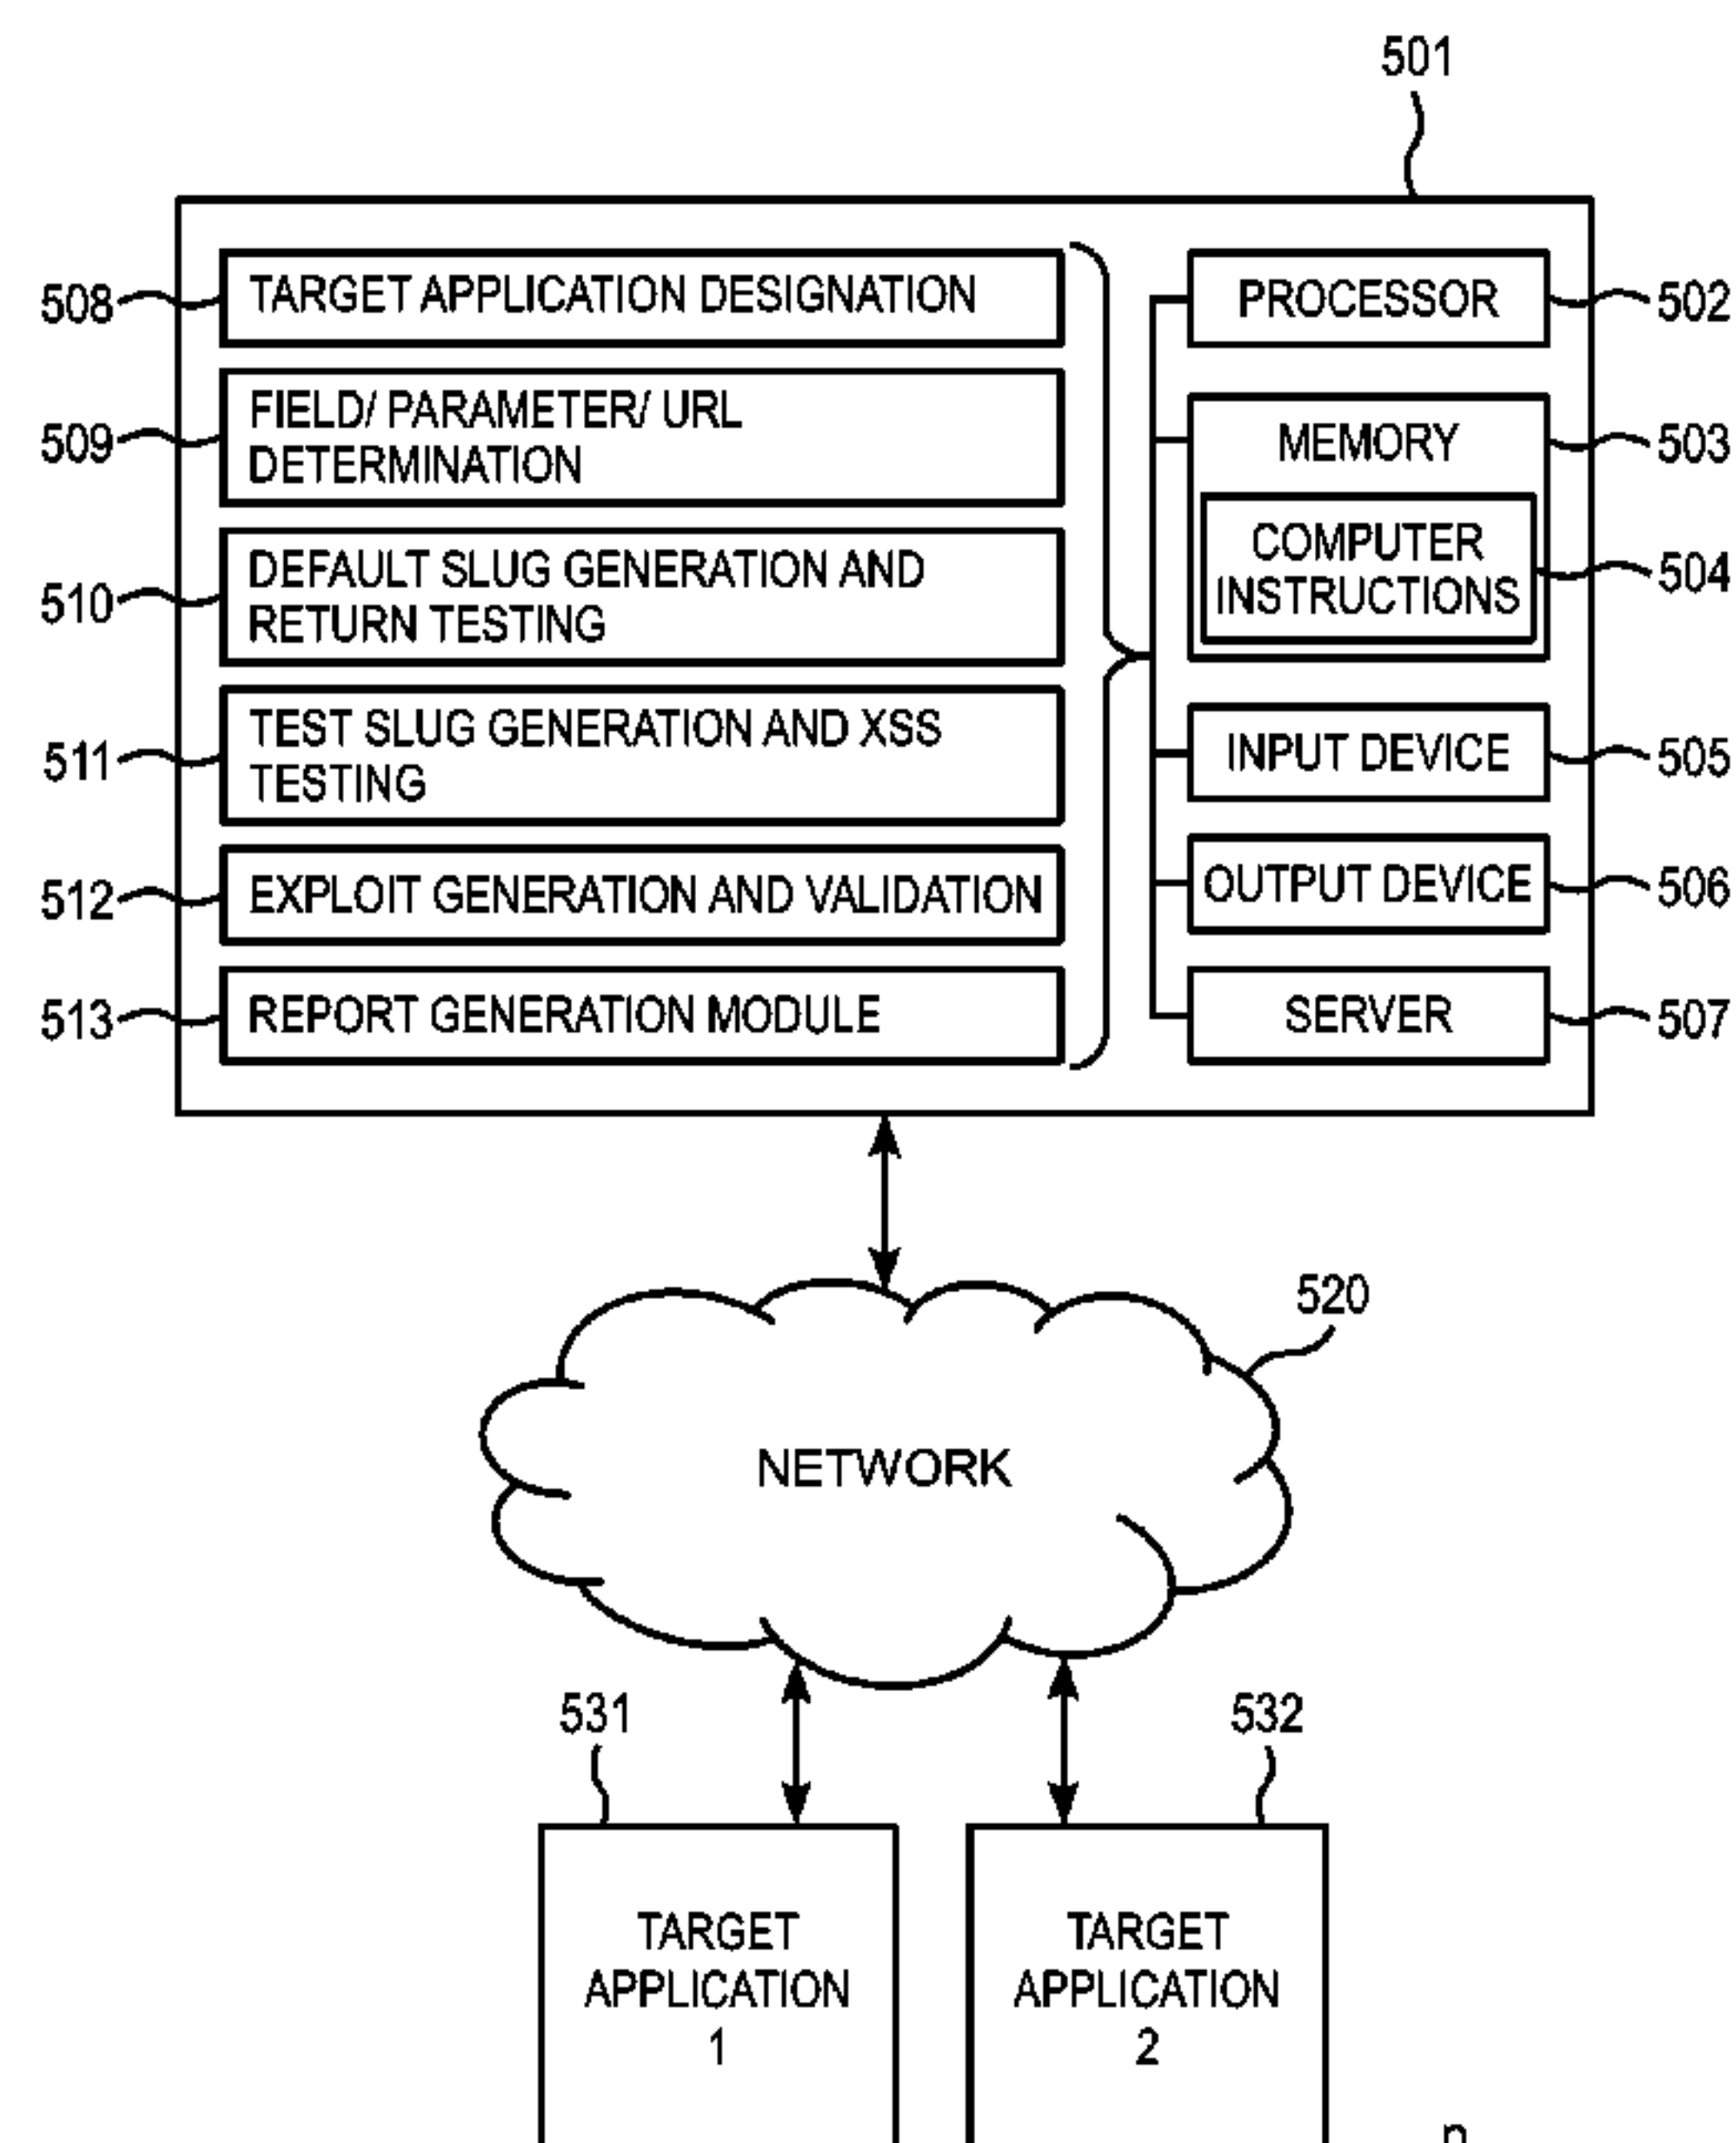 501
508
TARGET APPLICATION DESIGNATION
PROCESSOR
502
509
FIELD/ PARAMETER/ URL
DETERMINATION
MEMORY
503
510
DEFAULT SLUG GENERATION AND
RETURN TESTING
COMPUTER
INSTRUCTIONS
504
511
TEST SLUG GENERATION AND XSS
TESTING
INPUT DEVICE
505
512
EXPLOIT GENERATION AND VALIDATION
OUTPUT DEVICE
506
513
REPORT GENERATION MODULE
SERVER
507
520
NETWORK
531
532
TARGET
APPLICATION
1
TARGET
APPLICATION
2